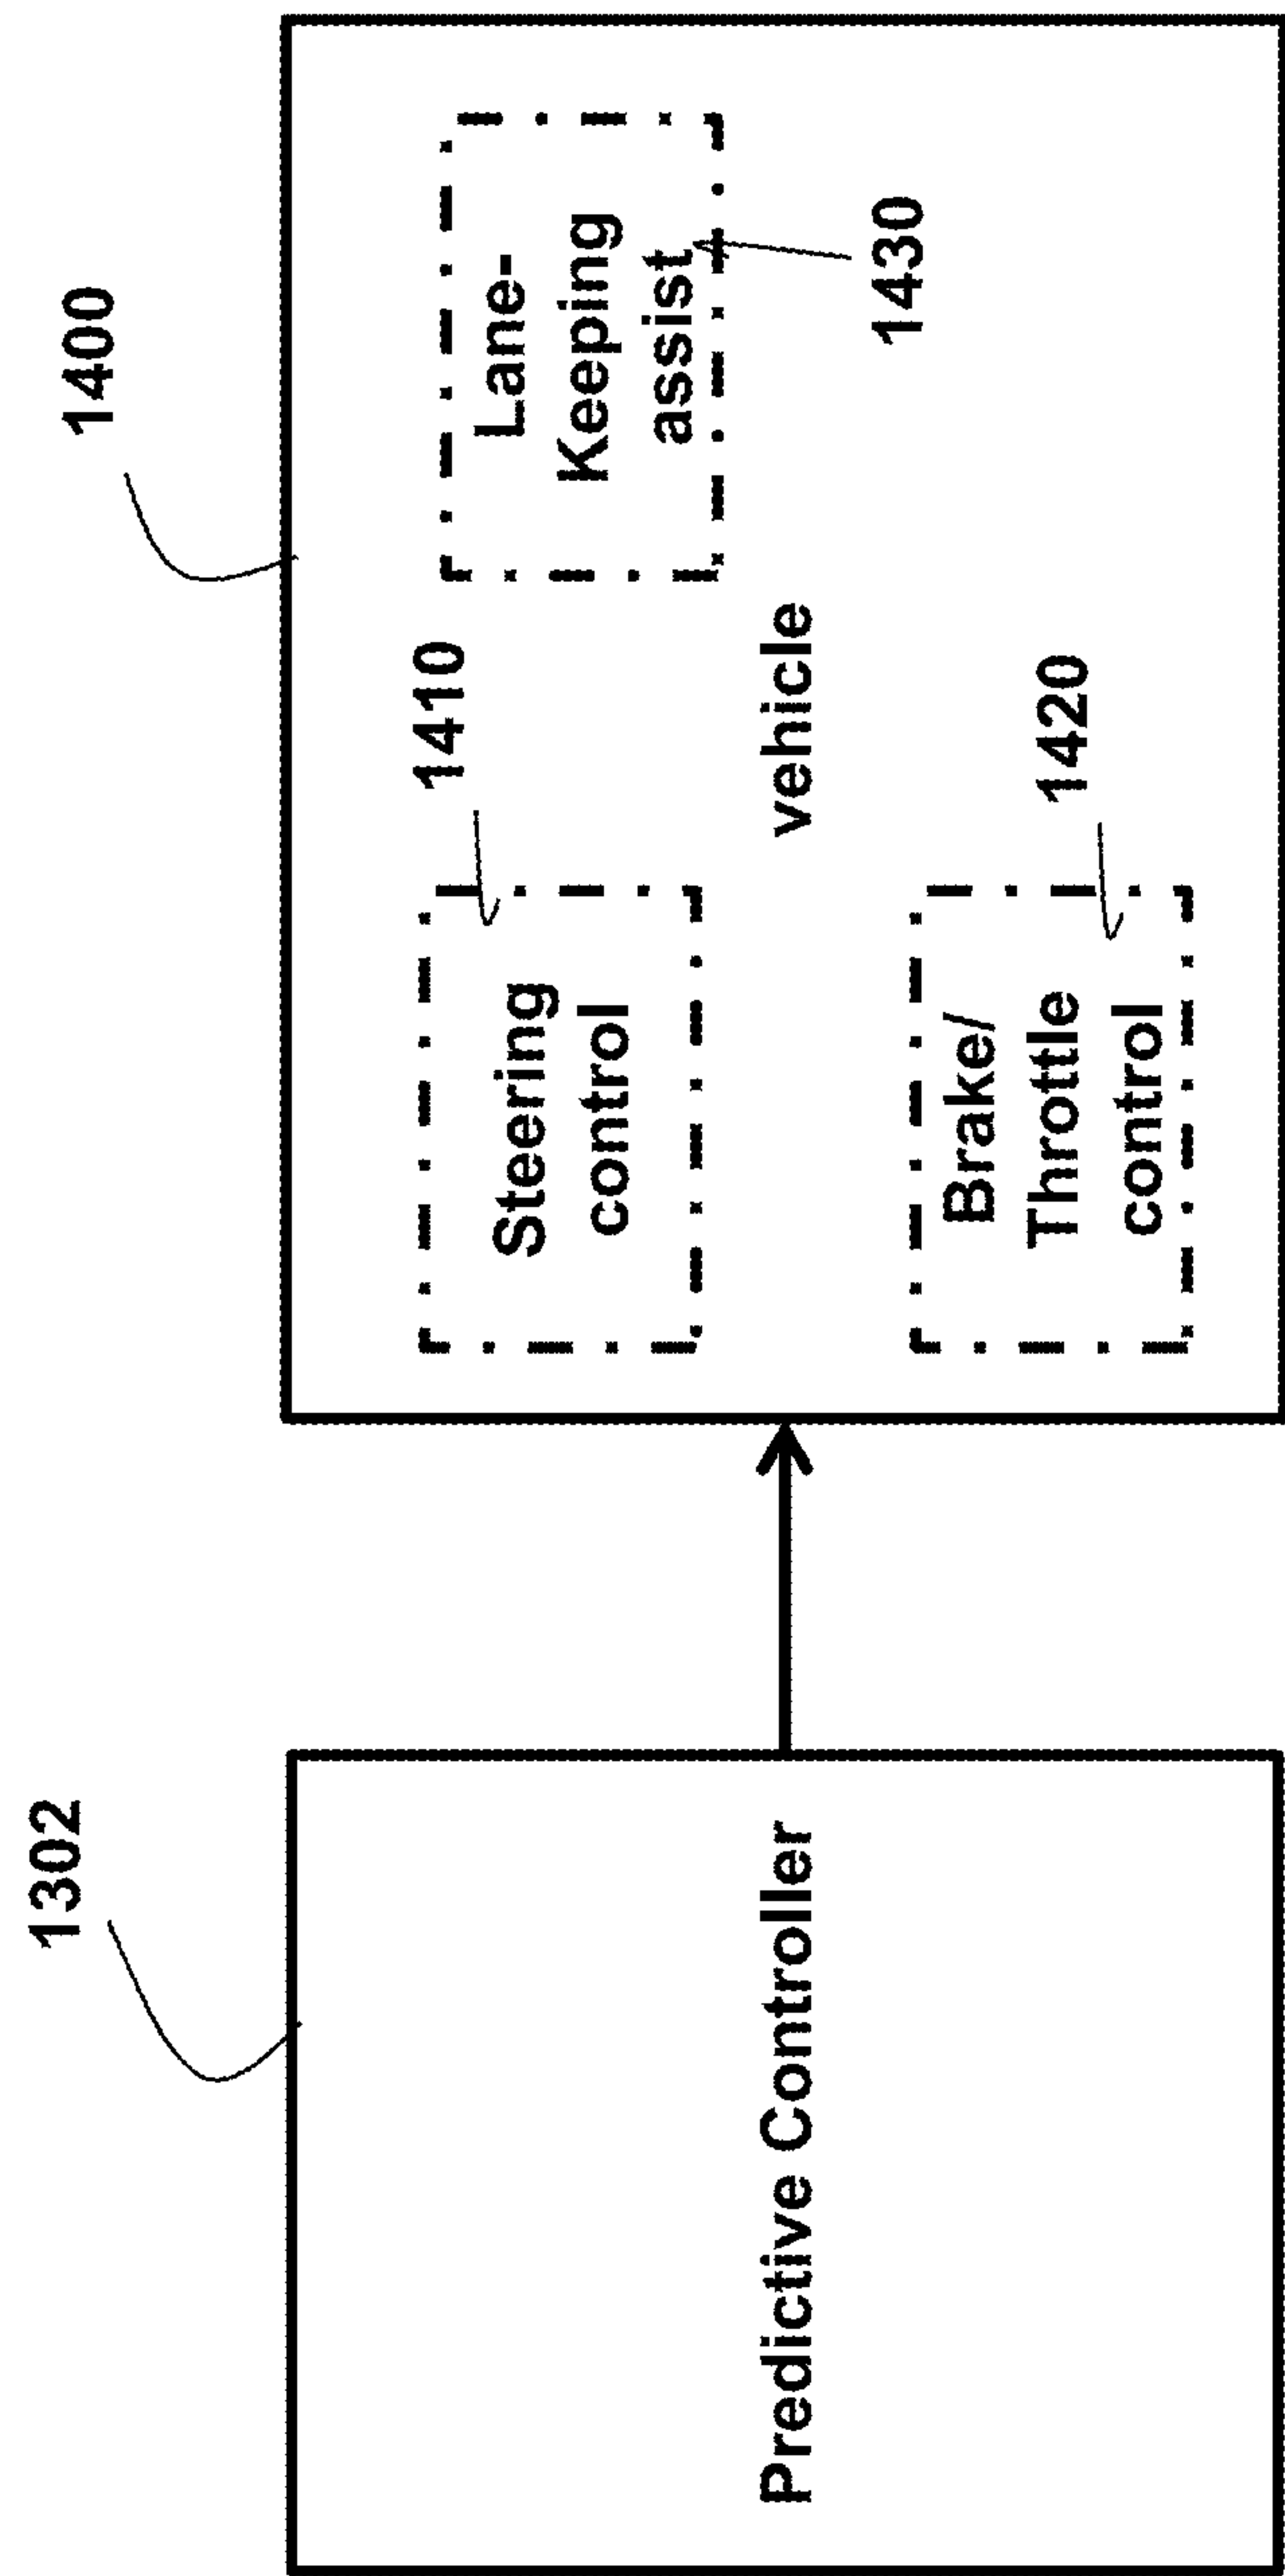 1302
Predictive Controller
1400
1410
Steering
control
Lane-
Keeping
assist
1430
vehicle
1420
Brake/
Throttle
control